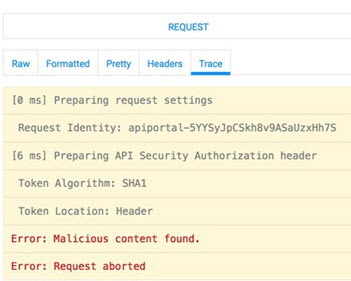 REQUEST
Raw Formatted Pretty Headers Trace
[0 ms] Preparing request settings
Request Identity: apiportal-5YYSyJpCSkh8v9ASaUzxHh7S
[6 ms] Preparing API Security Authorization header
Token Algorithm: SHA1
Token Location: Header
Error: Malicious content found.
Error: Request aborted